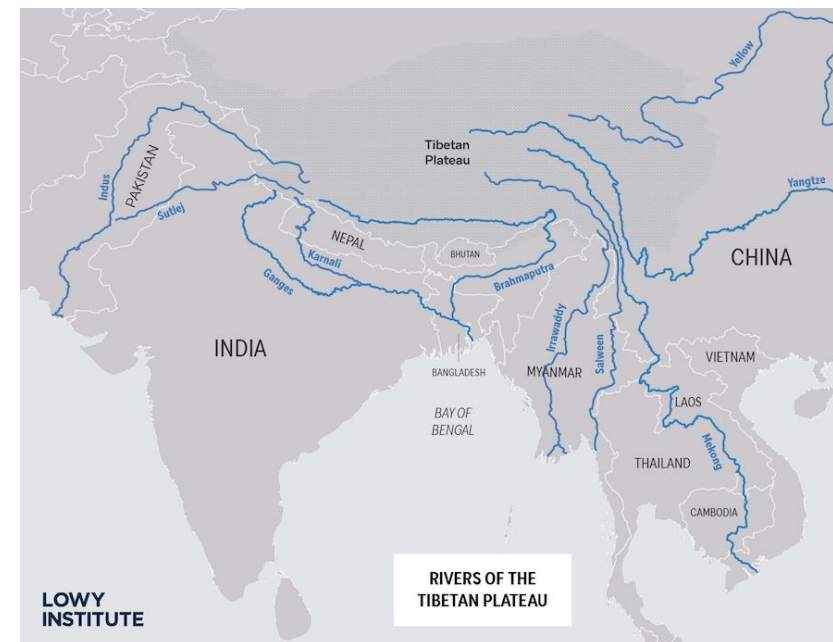 Yellow
Tibetan
Plateau
Indus
PAKISTAN
Sutlej
Yangtze
NEPAL
CHINA
BHUTAN
Karnali
Ganges
Brahmaputra
Irrawaddy
Salween
INDIA
VIETNAM
BANGLADESH
MYANMAR
LAOS
BAY OF
BENGAL
Mekong
THAILAND
CAMBODIA
RIVERS OF THE
TIBETAN PLATEAU
LOWY
INSTITUTE